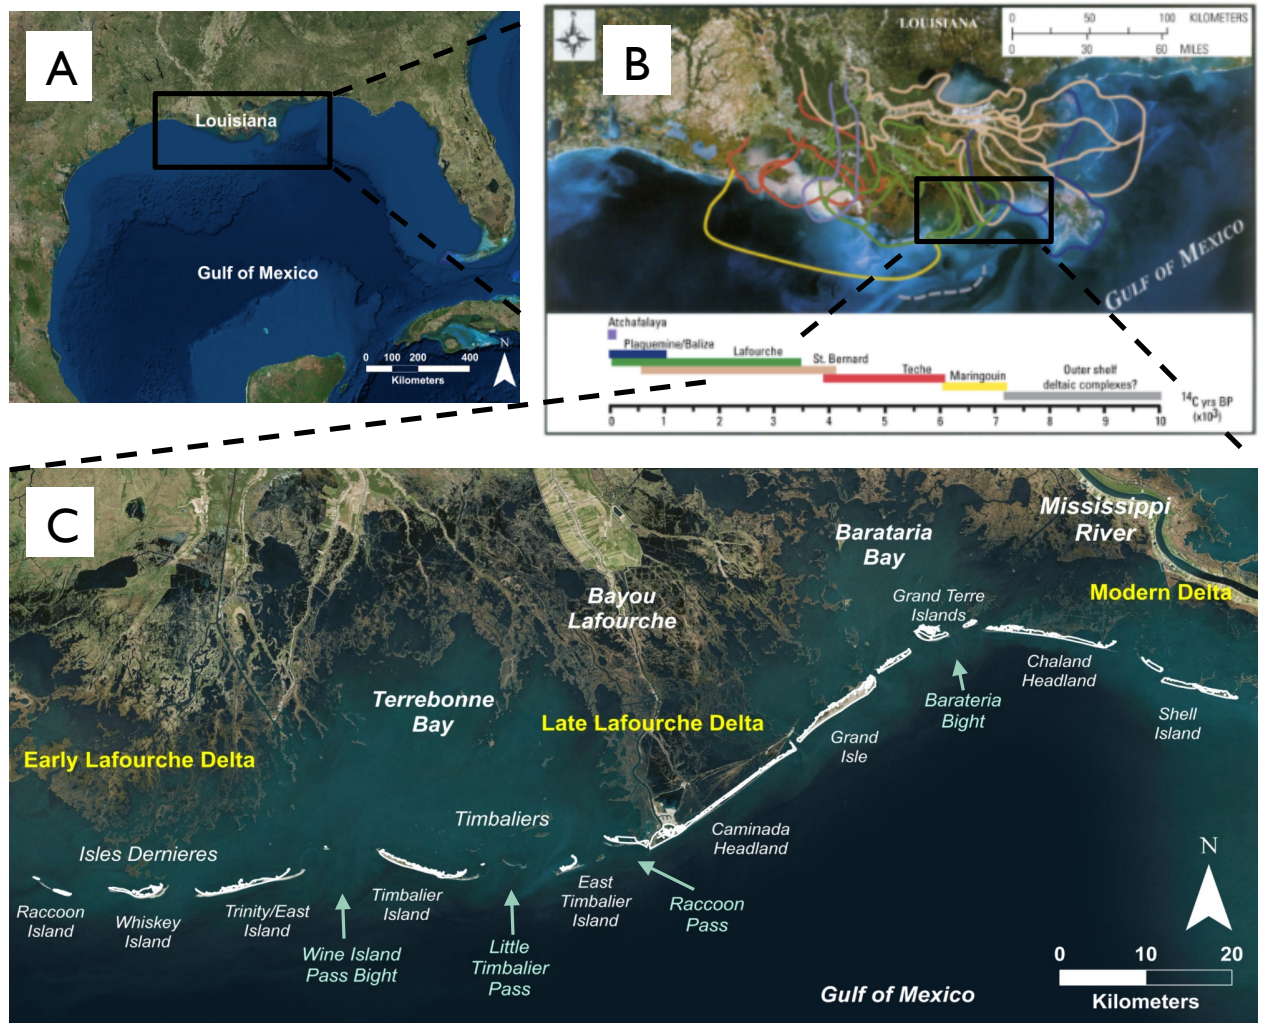 A
Louisiana
Gulf of Mexico
N
0 100 200 400
Kilometers
B
LOUISIANA
0 50 100 KILOMETERS
0 30 60 MILES
GULF OF MEXICO
Atchafalaya
Plaquemine/Balize
Lafourche
St. Bernard
Teche
Maringouin
Outer shelf
deltaic complexes?
14C yrs BP
(x10³)
0 1 2 3 4 5 6 7 8 9 10
C
Mississippi
River
Barataria
Bay
Modern Delta
Grand Terre
Islands
Bayou
Lafourche
Chaland
Headland
Terrebonne
Bay
Barateria
Bight
Shell
Island
Late Lafourche Delta
Grand
Isle
Early Lafourche Delta
Timbaliers
Caminada
Headland
Isles Dernieres
N
Raccoon
Island
Whiskey
Island
Trinity/East
Island
Timbalier
Island
East
Timbalier
Island
Raccoon
Pass
Wine Island
Pass Bight
Little
Timbalier
Pass
0 10 20
Kilometers
Gulf of Mexico